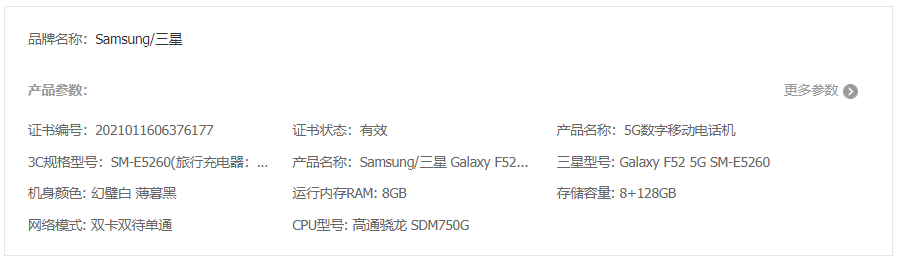 品牌名称：Samsung/三星
产品参数：
更多参数
证书编号：2021011606376177
证书状态：有效
产品名称：5G数字移动电话机
3C规格型号：SM-E5260(旅行充电器：...
产品名称：Samsung/三星 Galaxy F52...
三星型号: Galaxy F52 5G SM-E5260
机身颜色: 幻璧白 薄暮黑
运行内存RAM: 8GB
存储容量: 8+128GB
网络模式: 双卡双待单通
CPU型号: 高通骁龙 SDM750G